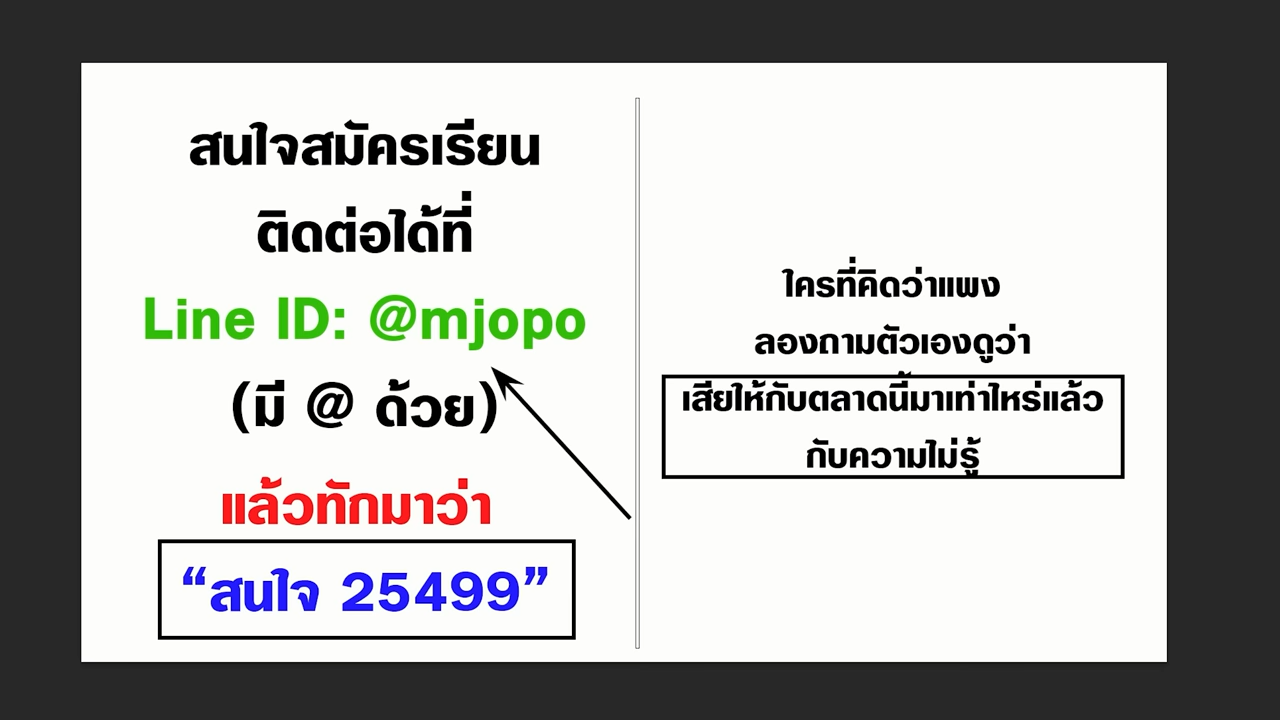 สนใจสมัครเรียน
ติดต่อได้ที่
Line ID: @mjopo
(มี @ ด้วย)
แล้วทักมาว่า
“สนใจ 25499”
ใครที่คิดว่าแพง
ลองถามตัวเองดูว่า
เสียให้กับตลาดนี้มาเท่าไหร่แล้ว
กับความไม่รู้